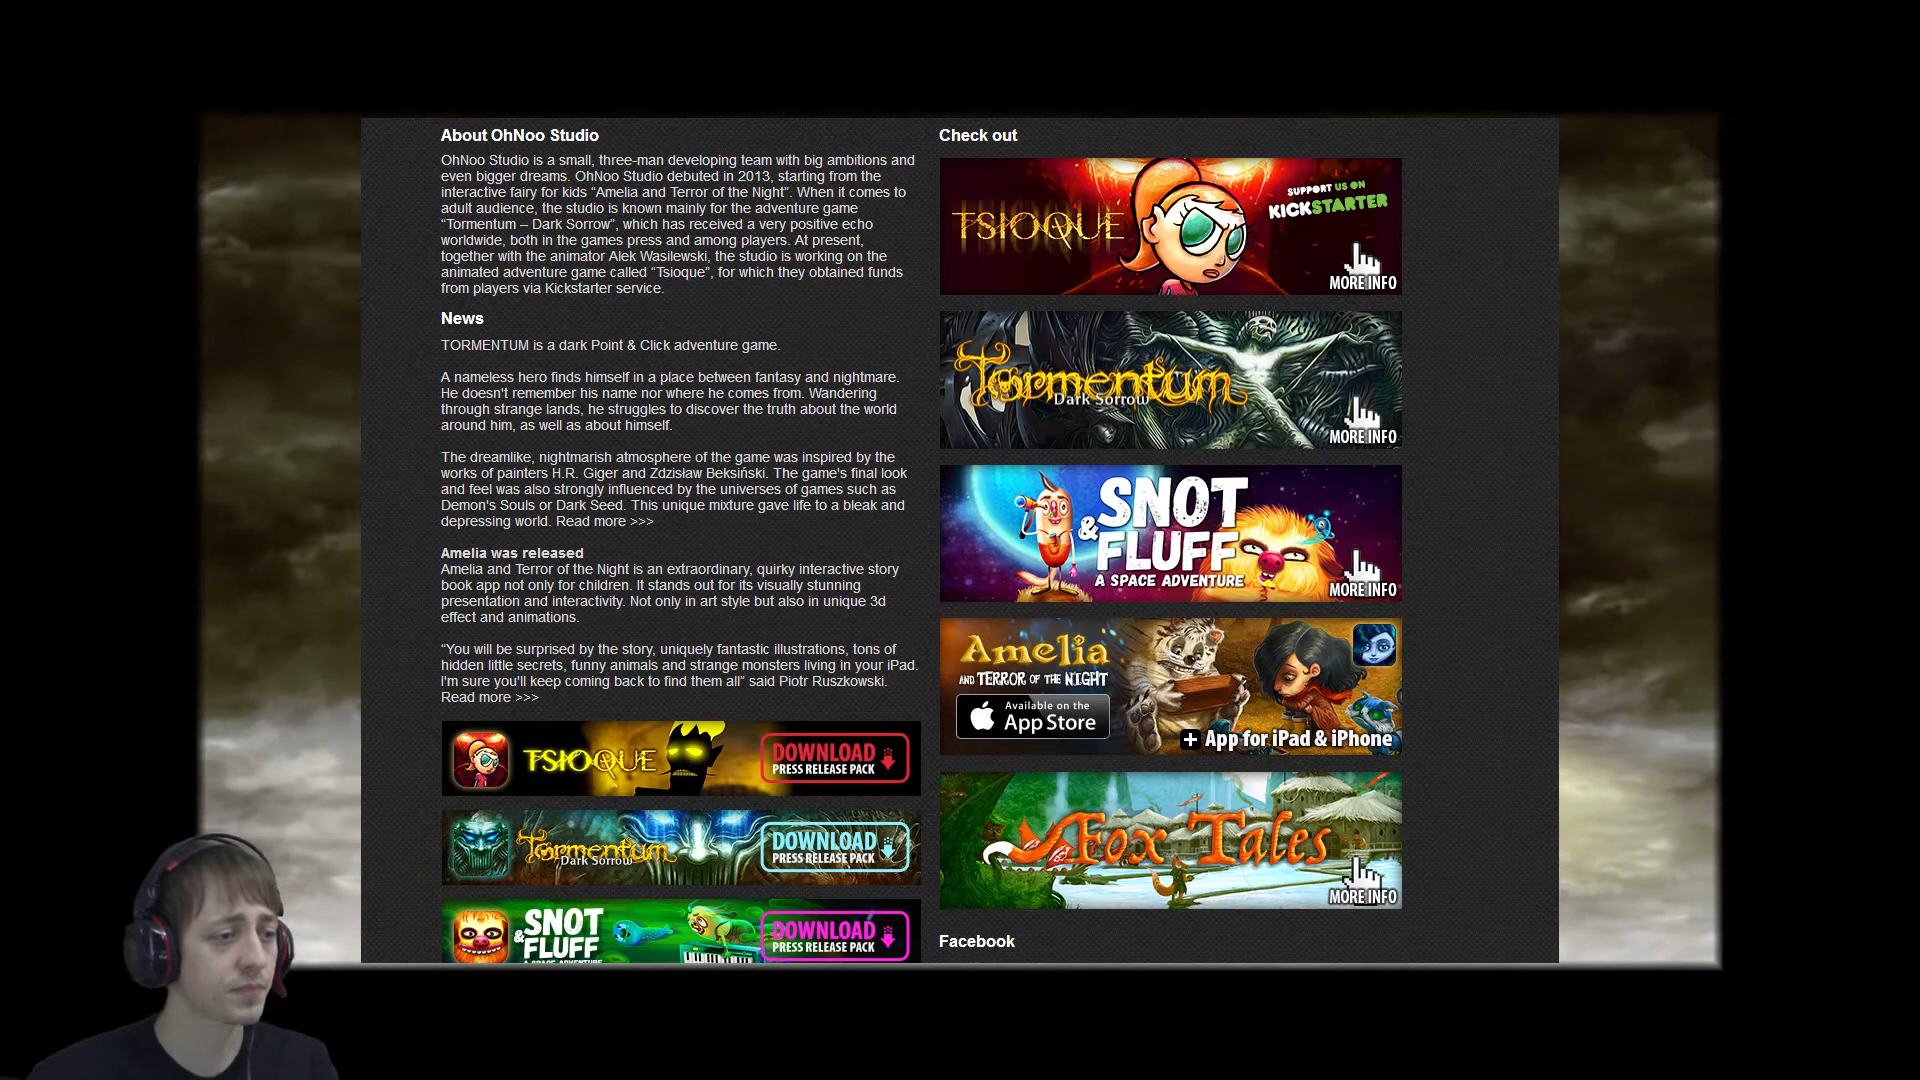 About OhNoo Studio
OhNoo Studio is a small, three-man developing team with big ambitions and
even bigger dreams. OhNoo Studio debuted in 2013, starting from the
interactive fairy for kids “Amelia and Terror of the Night”. When it comes to
adult audience, the studio is known mainly for the adventure game
“Tormentum – Dark Sorrow”, which has received a very positive echo
worldwide, both in the games press and among players. At present,
together with the animator Alek Wasilewski, the studio is working on the
animated adventure game called “Tsioque”, for which they obtained funds
from players via Kickstarter service.
News
TORMENTUM is a dark Point & Click adventure game.
A nameless hero finds himself in a place between fantasy and nightmare.
He doesn't remember his name nor where he comes from. Wandering
through strange lands, he struggles to discover the truth about the world
around him, as well as about himself.
The dreamlike, nightmarish atmosphere of the game was inspired by the
works of painters H.R. Giger and Zdzisław Beksiński. The game's final look
and feel was also strongly influenced by the universes of games such as
Demon's Souls or Dark Seed. This unique mixture gave life to a bleak and
depressing world. Read more >>>
Amelia was released
Amelia and Terror of the Night is an extraordinary, quirky interactive story
book app not only for children. It stands out for its visually stunning
presentation and interactivity. Not only in art style but also in unique 3d
effect and animations.
“You will be surprised by the story, uniquely fantastic illustrations, tons of
hidden little secrets, funny animals and strange monsters living in your iPad.
I'm sure you'll keep coming back to find them all” said Piotr Ruszkowski.
Read more >>>
TSIOQUE
DOWNLOAD
PRESS RELEASE PACK
Tormentum
Dark Sorrow
DOWNLOAD
PRESS RELEASE PACK
SNOT
& FLUFF
A SPACE ADVENTURE
DOWNLOAD
PRESS RELEASE PACK
Check out
TSIOQUE
SUPPORT US ON
KICKSTARTER
MORE INFO
Tormentum
Dark Sorrow
MORE INFO
SNOT
& FLUFF
A SPACE ADVENTURE
MORE INFO
Amelia
AND TERROR OF THE NIGHT
Available on the
App Store
+ App for iPad & iPhone
Fox Tales
MORE INFO
Facebook